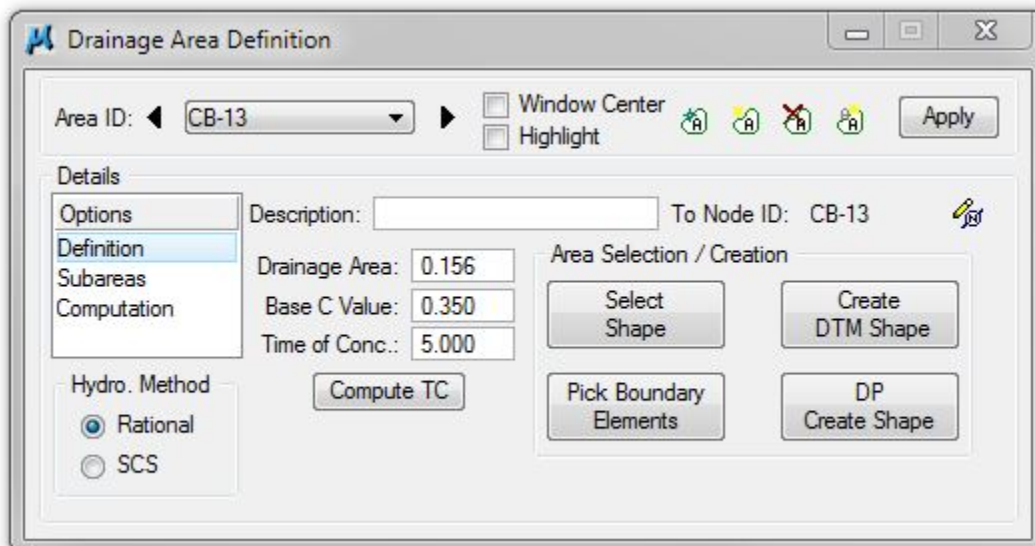 Drainage Area Definition
Area ID:
CB-13
Window Center
Highlight
Apply
Details
Options
Definition
Subareas
Computation
Description:
To Node ID: CB-13
Drainage Area: 0.156
Base C Value: 0.350
Time of Conc.: 5.000
Compute TC
Area Selection / Creation
Select
Shape
Create
DTM Shape
Pick Boundary
Elements
DP
Create Shape
Hydro. Method
Rational
SCS